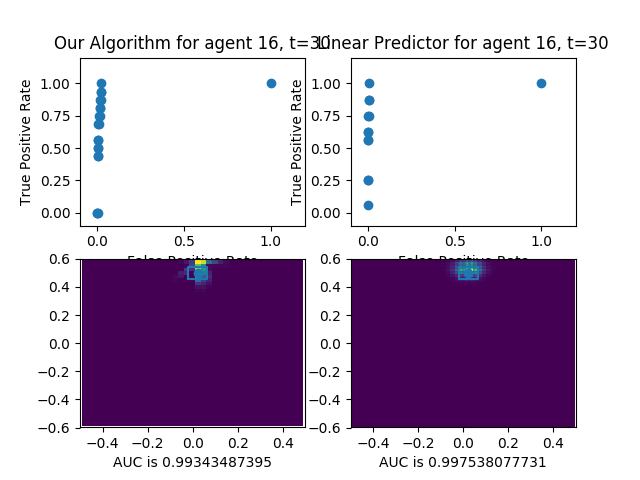 Our Algorithm for agent 16, t=30
Linear Predictor for agent 16, t=30
True Positive Rate
1.00
0.75
0.50
0.25
0.00
0.0 0.5 1.0
False Positive Rate
True Positive Rate
1.00
0.75
0.50
0.25
0.00
0.0 0.5 1.0
False Positive Rate
0.6
0.4
0.2
0.0
−0.2
−0.4
−0.6
−0.4 −0.2 0.0 0.2 0.4
AUC is 0.99343487395
0.6
0.4
0.2
0.0
−0.2
−0.4
−0.6
−0.4 −0.2 0.0 0.2 0.4
AUC is 0.997538077731